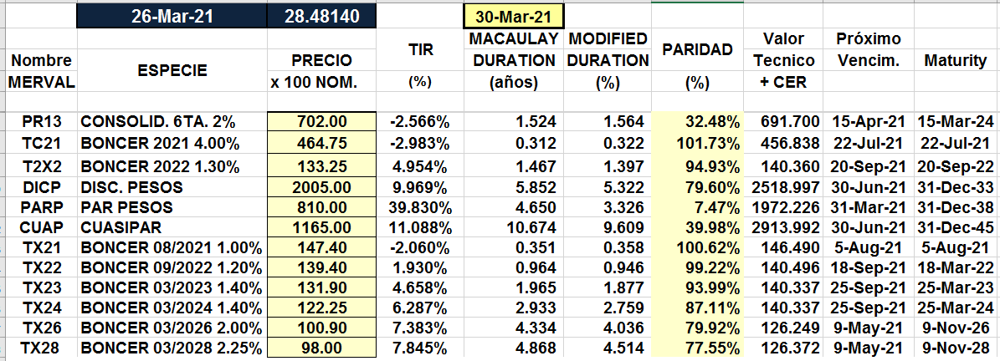 26-Mar-21 28.48140 30-Mar-21
Nombre MERVAL ESPECIE PRECIO x 100 NOM. TIR (%) MACAULAY DURATION (años) MODIFIED DURATION (%) PARIDAD (%) Valor Tecnico + CER Próximo Vencim. Maturity
PR13 CONSOLID. 6TA. 2% 702.00 -2.566% 1.524 1.564 32.48% 691.700 15-Apr-21 15-Mar-24
TC21 BONCER 2021 4.00% 464.75 -2.983% 0.312 0.322 101.73% 456.838 22-Jul-21 22-Jul-21
T2X2 BONCER 2022 1.30% 133.25 4.954% 1.467 1.397 94.93% 140.360 20-Sep-21 20-Sep-22
DICP DISC. PESOS 2005.00 9.969% 5.852 5.322 79.60% 2518.997 30-Jun-21 31-Dec-33
PARP PAR PESOS 810.00 39.830% 4.650 3.326 7.47% 1972.226 31-Mar-21 31-Dec-38
CUAP CUASIPAR 1165.00 11.088% 10.674 9.609 39.98% 2913.992 30-Jun-21 31-Dec-45
TX21 BONCER 08/2021 1.00% 147.40 -2.060% 0.351 0.358 100.62% 146.490 5-Aug-21 5-Aug-21
TX22 BONCER 09/2022 1.20% 139.40 1.930% 0.964 0.946 99.22% 140.496 18-Sep-21 18-Mar-22
TX23 BONCER 03/2023 1.40% 131.90 4.658% 1.965 1.877 93.99% 140.337 25-Sep-21 25-Mar-23
TX24 BONCER 03/2024 1.40% 122.25 6.287% 2.933 2.759 87.11% 140.337 25-Sep-21 25-Mar-24
TX26 BONCER 03/2026 2.00% 100.90 7.383% 4.334 4.036 79.92% 126.249 9-May-21 9-Nov-26
TX28 BONCER 03/2028 2.25% 98.00 7.845% 4.868 4.514 77.55% 126.372 9-May-21 9-Nov-28